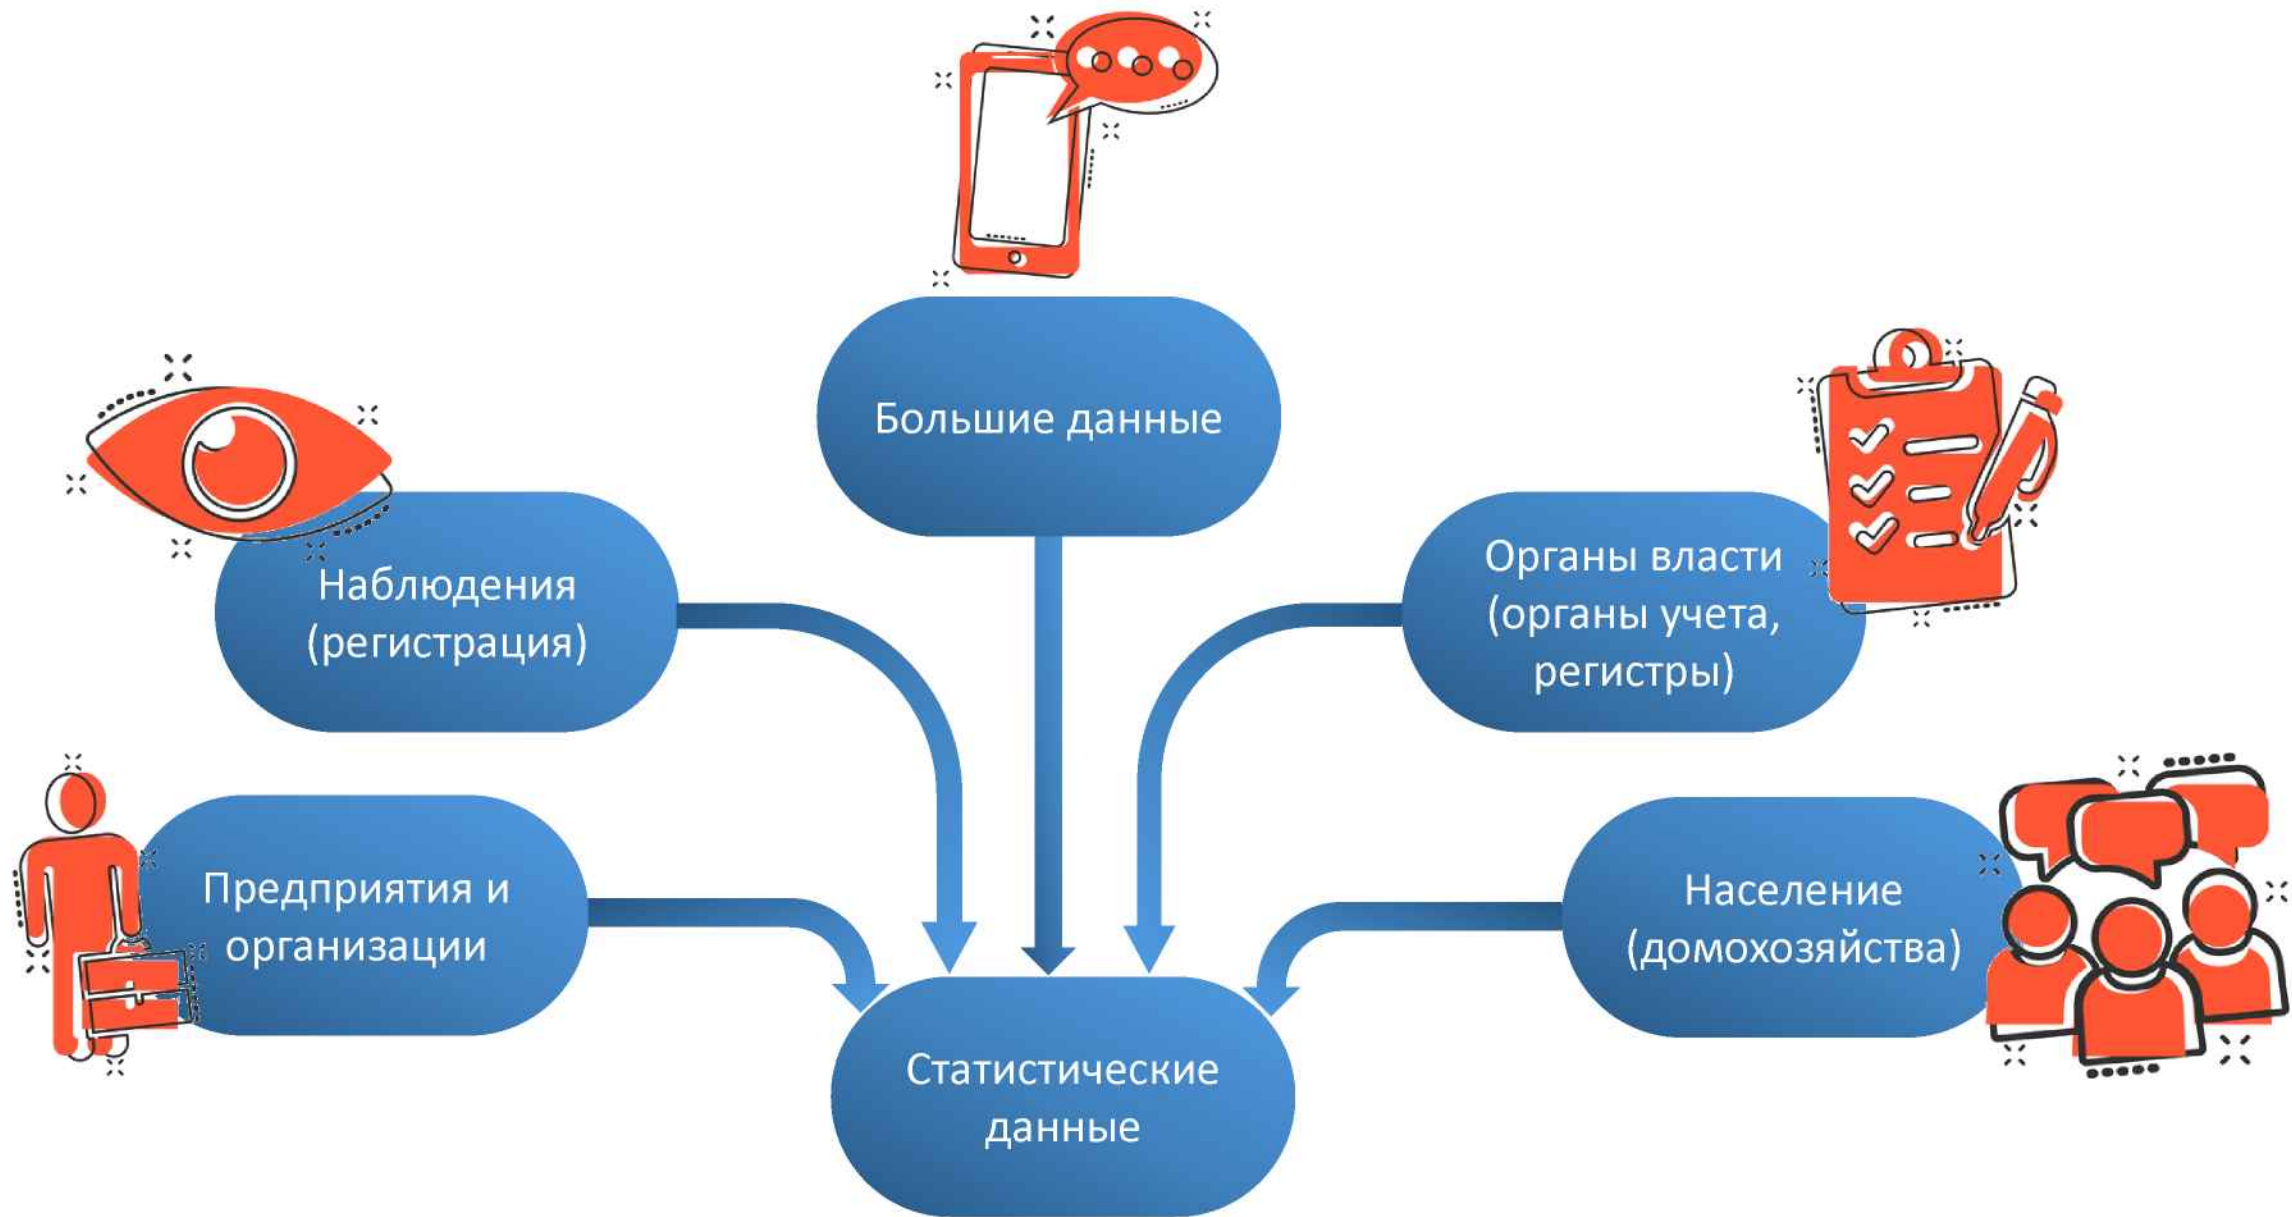 Большие данные
Наблюдения
(регистрация)
Органы власти
(органы учета,
регистры)
Предприятия и
организации
Население
(домохозяйства)
Статистические
данные